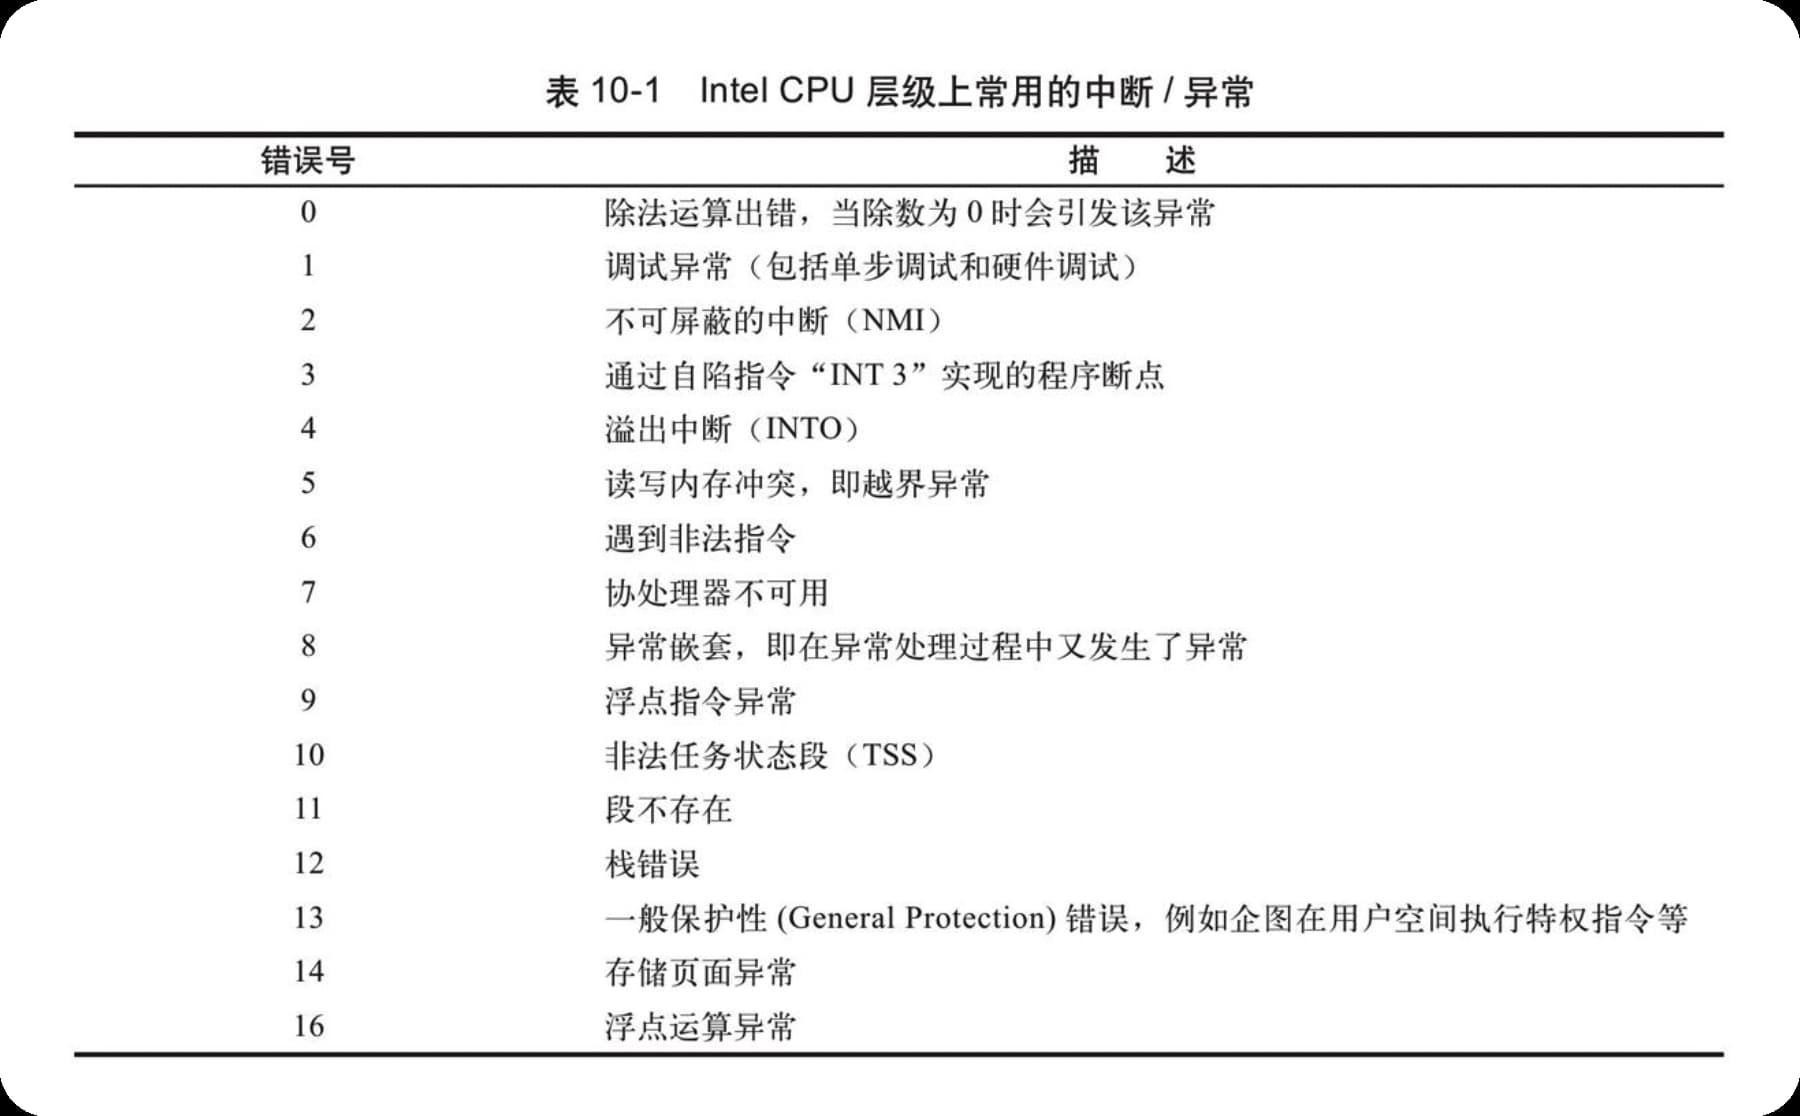 表 10-1 Intel CPU 层级上常用的中断 / 异常
错误号 描 述
0 除法运算出错，当除数为 0 时会引发该异常
1 调试异常（包括单步调试和硬件调试）
2 不可屏蔽的中断（NMI）
3 通过自陷指令“INT 3”实现的程序断点
4 溢出中断（INTO）
5 读写内存冲突，即越界异常
6 遇到非法指令
7 协处理器不可用
8 异常嵌套，即在异常处理过程中又发生了异常
9 浮点指令异常
10 非法任务状态段（TSS）
11 段不存在
12 栈错误
13 一般保护性 (General Protection) 错误，例如企图在用户空间执行特权指令等
14 存储页面异常
16 浮点运算异常